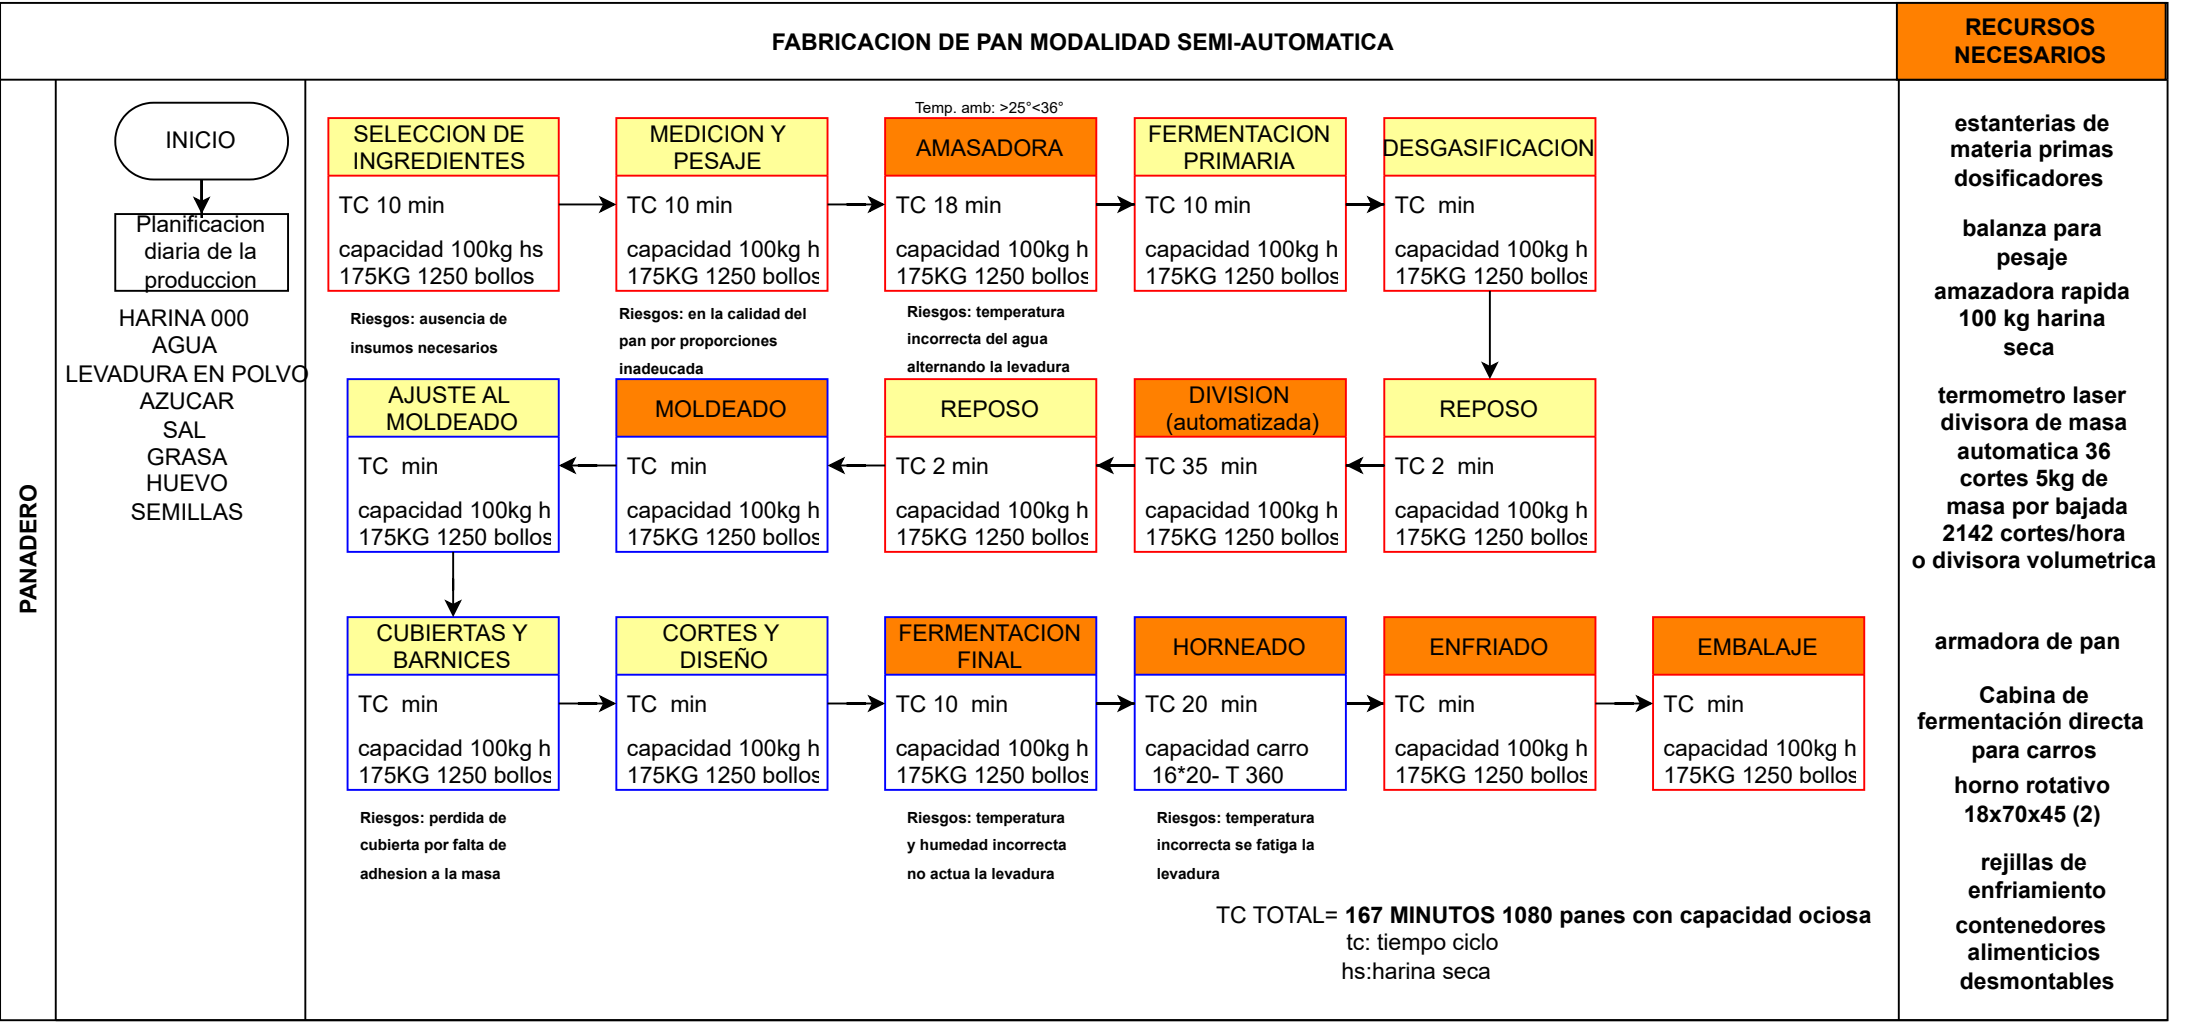 FABRICACION DE PAN MODALIDAD SEMI-AUTOMATICA
RECURSOS
NECESARIOS
PANADERO
INICIO
Planificacion
diaria de la
produccion
HARINA 000
AGUA
LEVADURA EN POLVO
AZUCAR
SAL
GRASA
HUEVO
SEMILLAS
SELECCION DE
INGREDIENTES
TC 10 min
capacidad 100kg hs
175KG 1250 bollos
Riesgos: ausencia de
insumos necesarios
MEDICION Y
PESAJE
TC 10 min
capacidad 100kg h
175KG 1250 bollos
Riesgos: en la calidad del
pan por proporciones
inadeucada
Temp. amb: >25°<36°
AMASADORA
TC 18 min
capacidad 100kg h
175KG 1250 bollos
Riesgos: temperatura
incorrecta del agua
alternando la levadura
FERMENTACION
PRIMARIA
TC 10 min
capacidad 100kg h
175KG 1250 bollos
DESGASIFICACION
TC  min
capacidad 100kg h
175KG 1250 bollos
REPOSO
TC 2  min
capacidad 100kg h
175KG 1250 bollos
DIVISION
(automatizada)
TC 35  min
capacidad 100kg h
175KG 1250 bollos
REPOSO
TC 2 min
capacidad 100kg h
175KG 1250 bollos
MOLDEADO
TC  min
capacidad 100kg h
175KG 1250 bollos
AJUSTE AL
MOLDEADO
TC  min
capacidad 100kg h
175KG 1250 bollos
CUBIERTAS Y
BARNICES
TC  min
capacidad 100kg h
175KG 1250 bollos
Riesgos: perdida de
cubierta por falta de
adhesion a la masa
CORTES Y
DISEÑO
TC  min
capacidad 100kg h
175KG 1250 bollos
FERMENTACION
FINAL
TC 10  min
capacidad 100kg h
175KG 1250 bollos
Riesgos: temperatura
y humedad incorrecta
no actua la levadura
HORNEADO
TC 20  min
capacidad carro
16*20- T 360
Riesgos: temperatura
incorrecta se fatiga la
levadura
ENFRIADO
TC  min
capacidad 100kg h
175KG 1250 bollos
EMBALAJE
TC  min
capacidad 100kg h
175KG 1250 bollos
TC TOTAL= 167 MINUTOS 1080 panes con capacidad ociosa
tc: tiempo ciclo
hs:harina seca
estanterias de
materia primas
dosificadores
balanza para
pesaje
amazadora rapida
100 kg harina
seca
termometro laser
divisora de masa
automatica 36
cortes 5kg de
masa por bajada
2142 cortes/hora
o divisora volumetrica
armadora de pan
Cabina de
fermentación directa
para carros
horno rotativo
18x70x45 (2)
rejillas de
enfriamiento
contenedores
alimenticios
desmontables